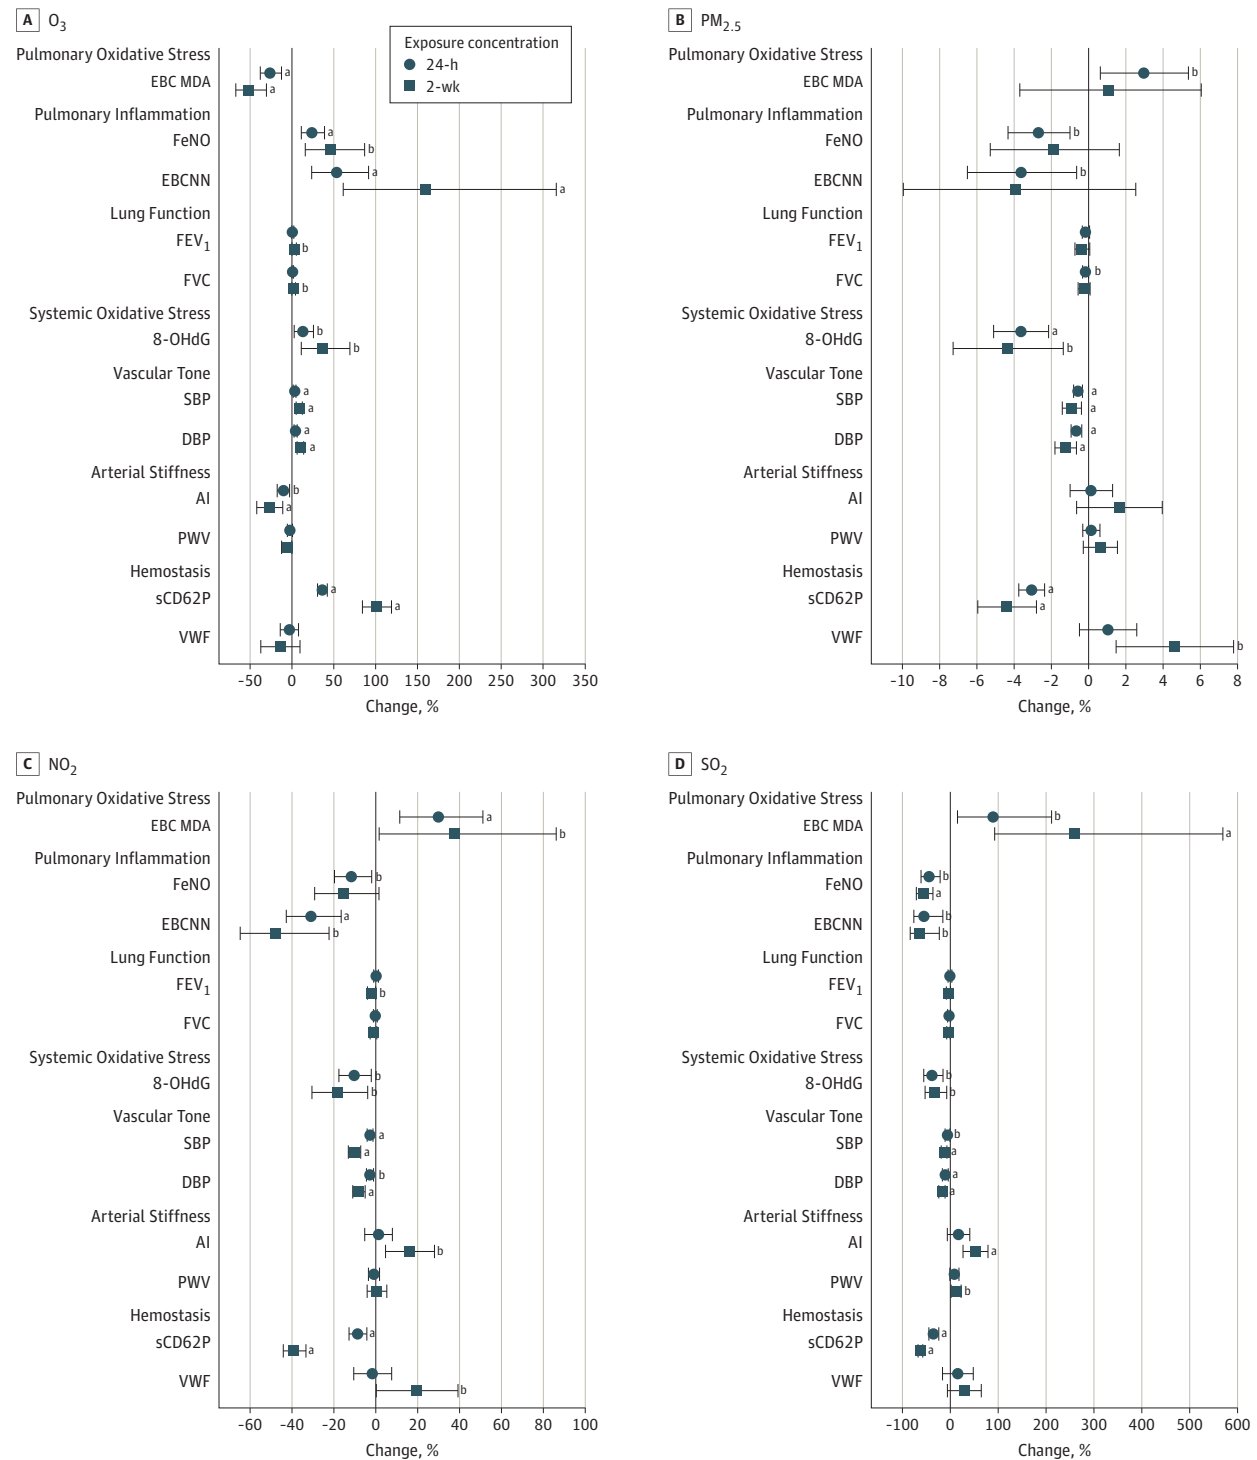 A O3
Exposure concentration
24-h
2-wk
Pulmonary Oxidative Stress
a
EBC MDA
a
Pulmonary Inflammation
a
FeNO
b
a
EBCNN
a
Lung Function
FEV1
b
FVC
b
Systemic Oxidative Stress
b
8-OHdG
b
Vascular Tone
a
SBP
a
a
DBP
a
Arterial Stiffness
b
AI
a
PWV
Hemostasis
a
sCD62P
a
VWF
-50 0 50 100 150 200 250 300 350
Change, %
B PM2.5
Pulmonary Oxidative Stress
b
EBC MDA
Pulmonary Inflammation
b
FeNO
b
EBCNN
Lung Function
FEV1
b
FVC
Systemic Oxidative Stress
a
8-OHdG
b
Vascular Tone
a
SBP
a
a
DBP
a
Arterial Stiffness
AI
PWV
Hemostasis
a
sCD62P
a
VWF
b
-10 -8 -6 -4 -2 0 2 4 6 8
Change, %
C NO2
Pulmonary Oxidative Stress
a
EBC MDA
b
Pulmonary Inflammation
b
FeNO
a
EBCNN
b
Lung Function
FEV1
b
FVC
Systemic Oxidative Stress
b
8-OHdG
b
Vascular Tone
a
SBP
a
b
DBP
a
Arterial Stiffness
AI
b
PWV
Hemostasis
a
sCD62P
a
VWF
b
-60 -40 -20 0 20 40 60 80 100
Change, %
D SO2
Pulmonary Oxidative Stress
b
EBC MDA
a
Pulmonary Inflammation
b
FeNO
a
b
EBCNN
b
Lung Function
FEV1
FVC
Systemic Oxidative Stress
b
8-OHdG
b
Vascular Tone
b
SBP
a
a
DBP
a
Arterial Stiffness
AI
a
PWV
b
Hemostasis
a
sCD62P
a
VWF
-100 0 100 200 300 400 500 600
Change, %